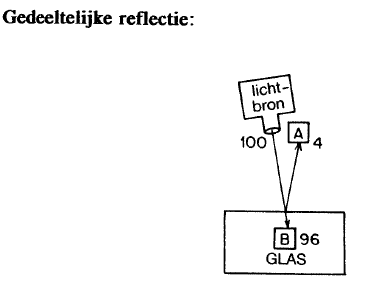 Gedeeltelijke reflectie:
licht-
bron
100
A
4
B 96
GLAS